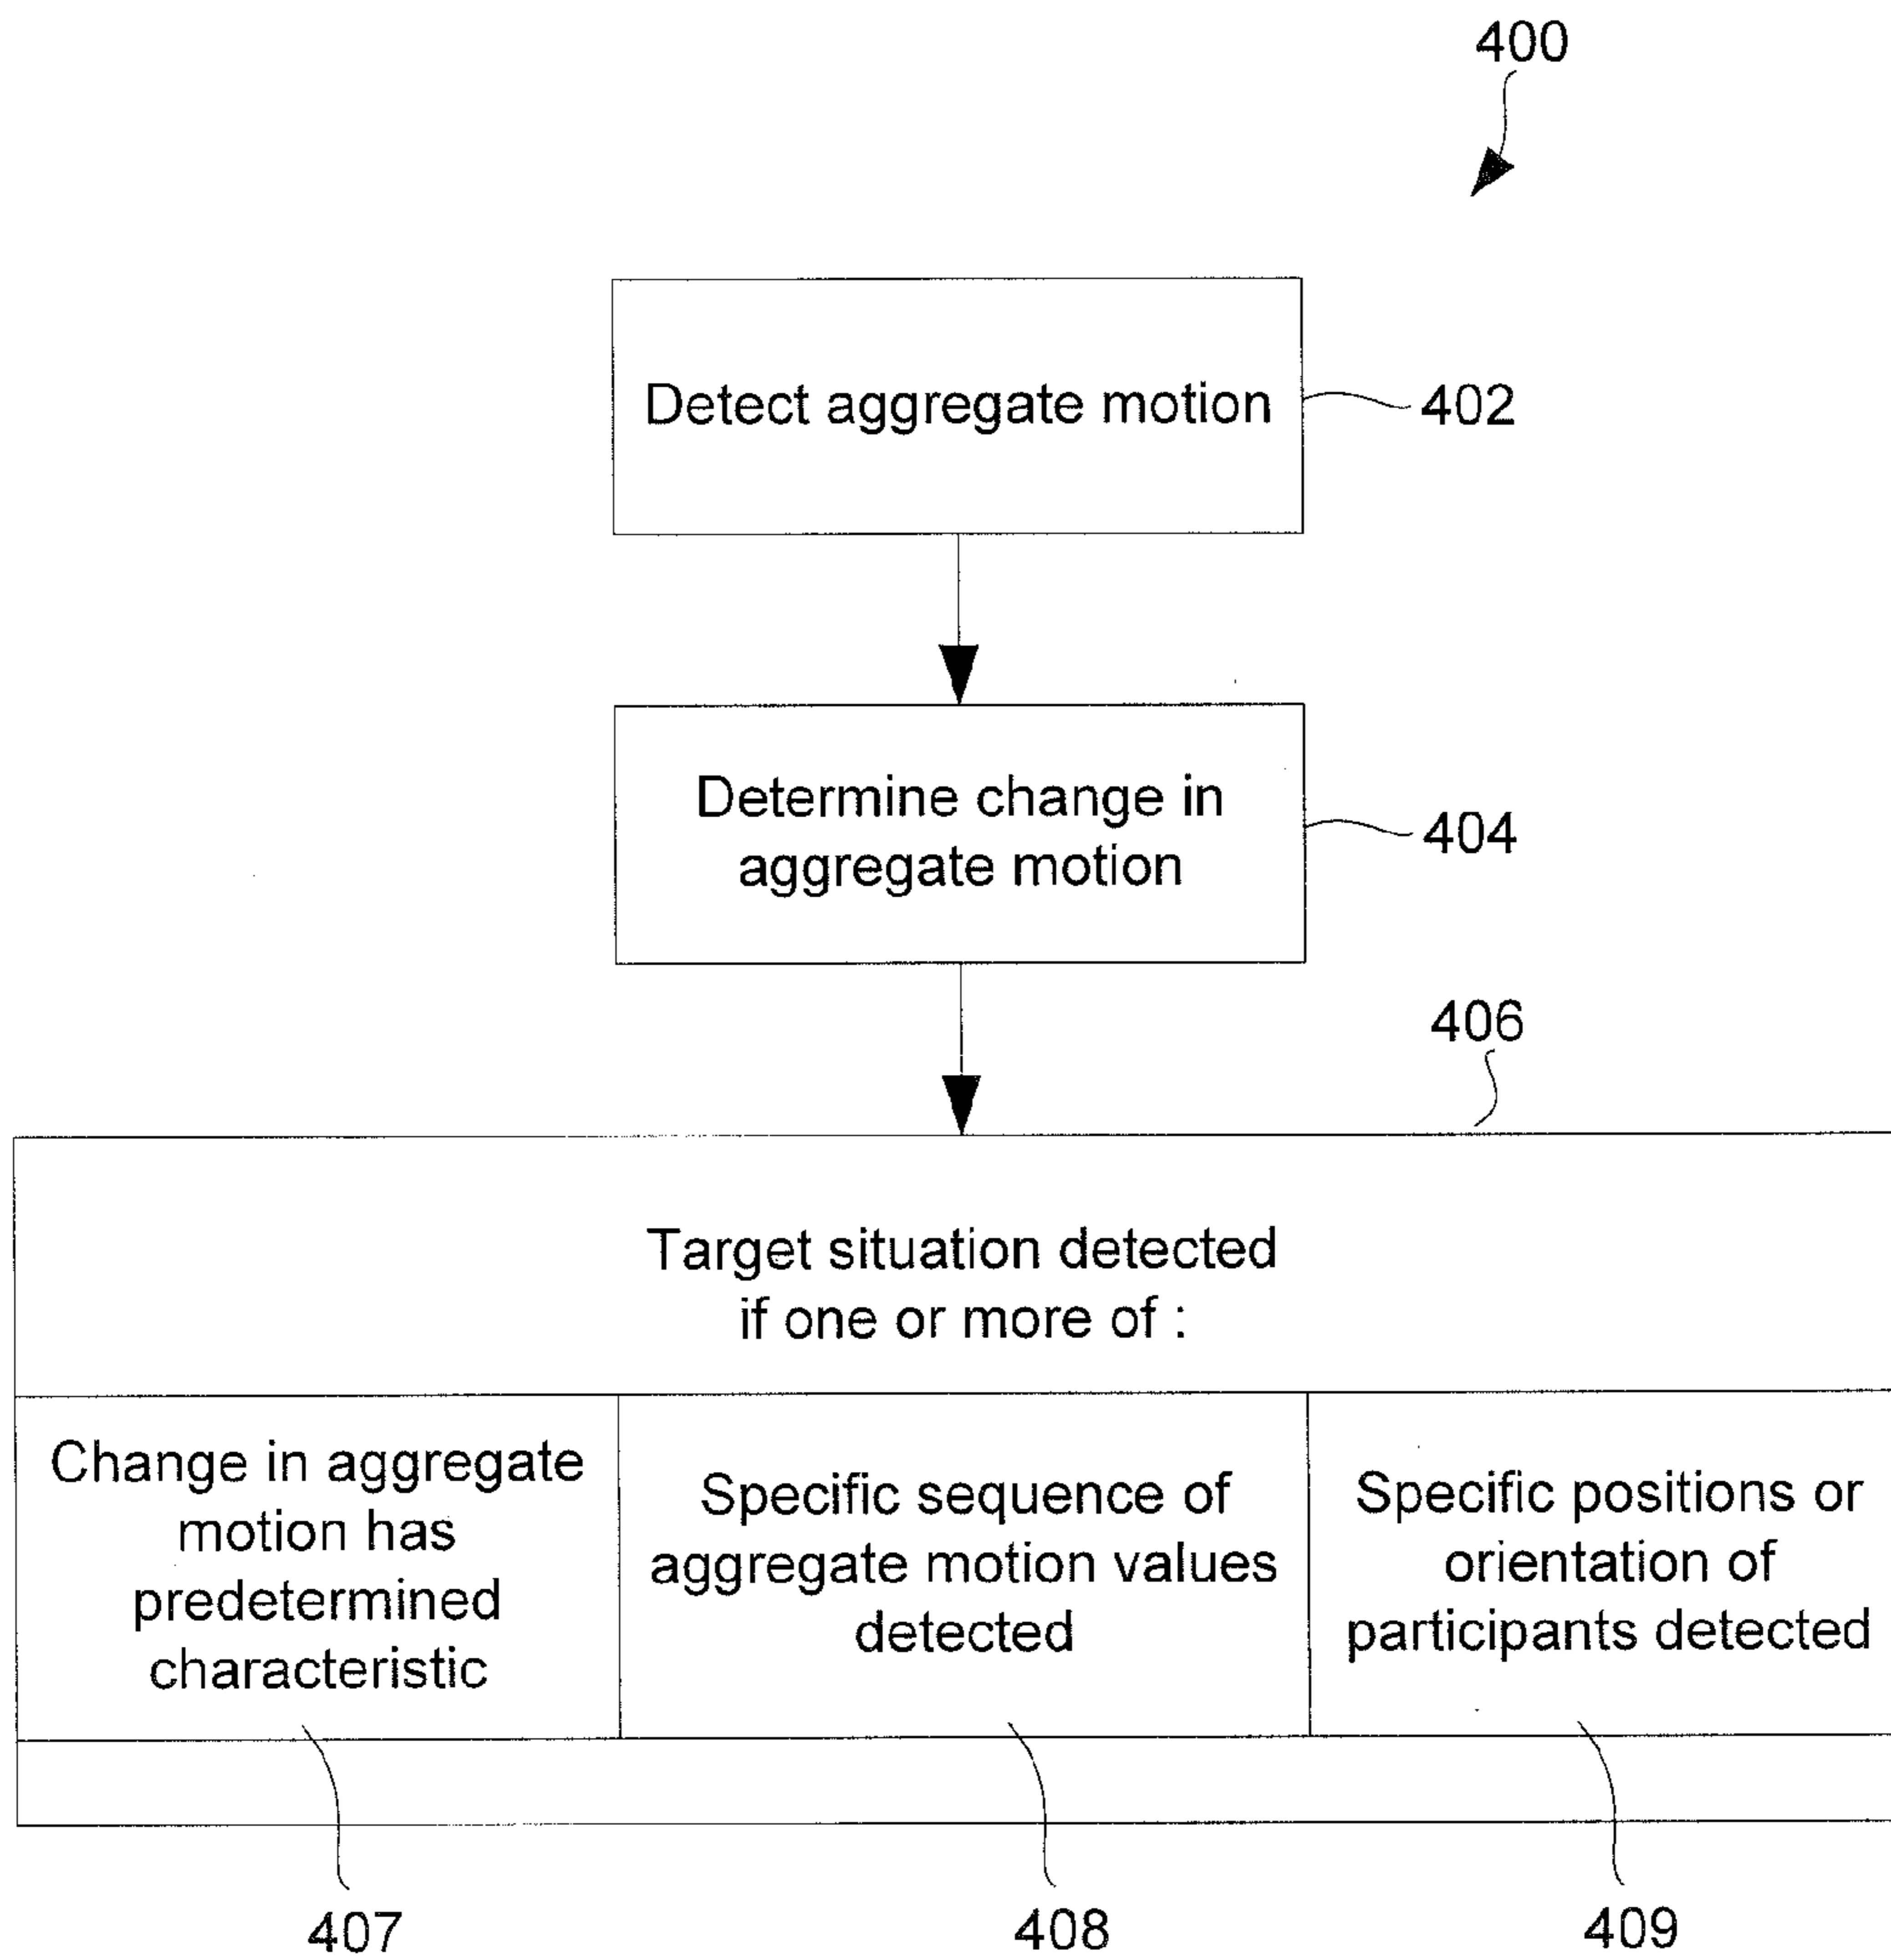 400
Detect aggregate motion
402
Determine change in
aggregate motion
404
406
Target situation detected
if one or more of :
Change in aggregate
motion has
predetermined
characteristic
Specific sequence of
aggregate motion values
detected
Specific positions or
orientation of
participants detected
407
408
409